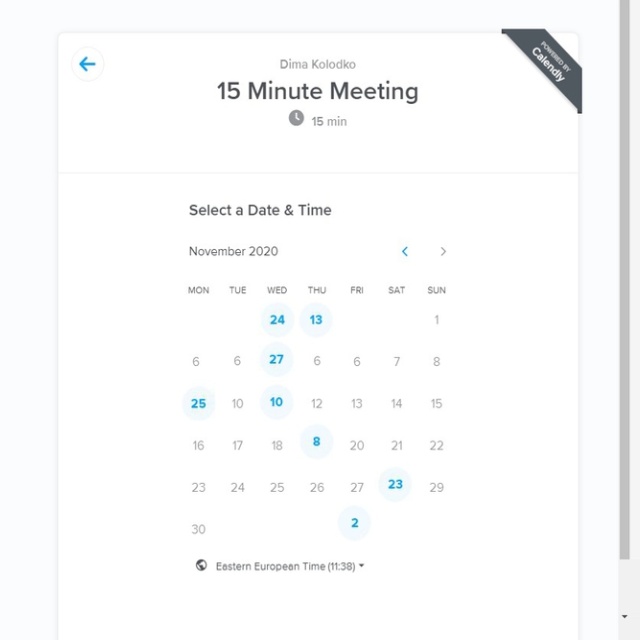 POWERED BY
Calendly
Dima Kolodko
15 Minute Meeting
15 min
Select a Date & Time
November 2020
MON TUE WED THU FRI SAT SUN
24 13 1
6 6 27 6 6 7 8
25 10 10 12 13 14 15
16 17 18 8 20 21 22
23 24 25 26 27 23 29
30 2
Eastern European Time (11:38)